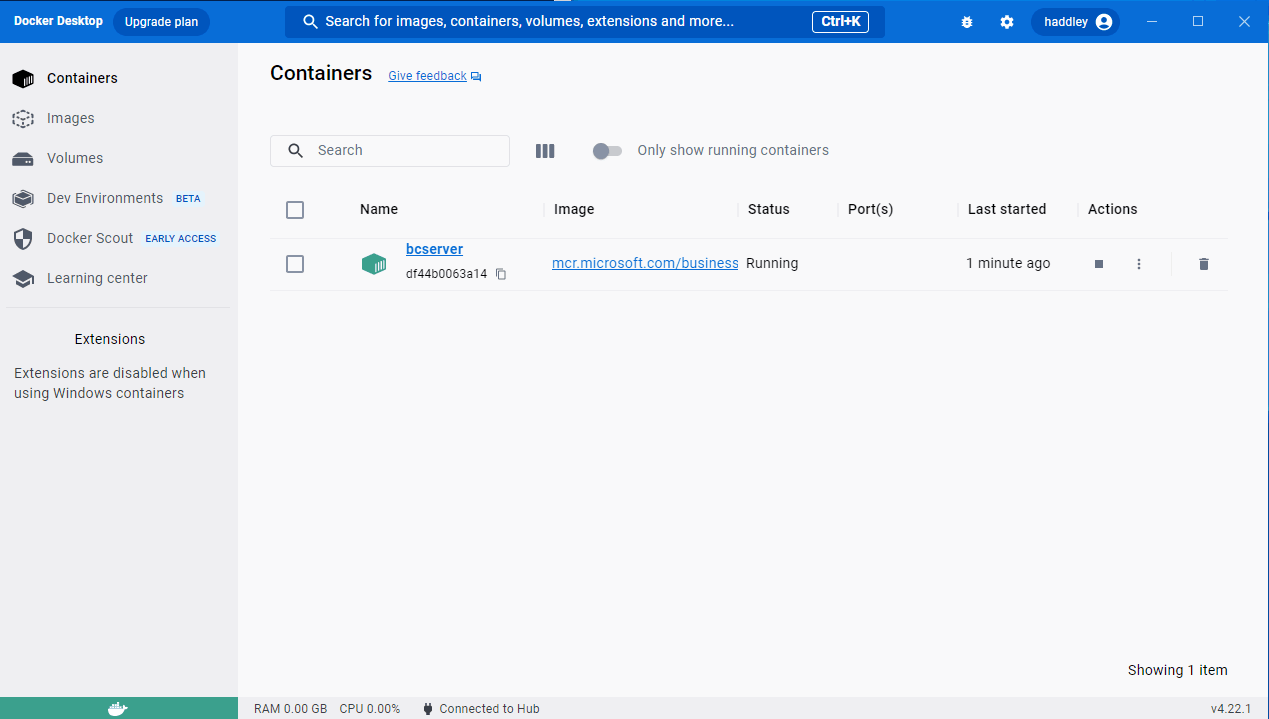 Docker Desktop Upgrade plan Search for images, containers, volumes, extensions and more... Ctrl+K haddley
Containers
Images
Volumes
Dev Environments BETA
Docker Scout EARLY ACCESS
Learning center
Extensions
Extensions are disabled when
using Windows containers
Containers Give feedback
Search Only show running containers
Name Image Status Port(s) Last started Actions
bcserver
df44b0063a14
mcr.microsoft.com/business Running 1 minute ago
Showing 1 item
RAM 0.00 GB CPU 0.00% Connected to Hub v4.22.1